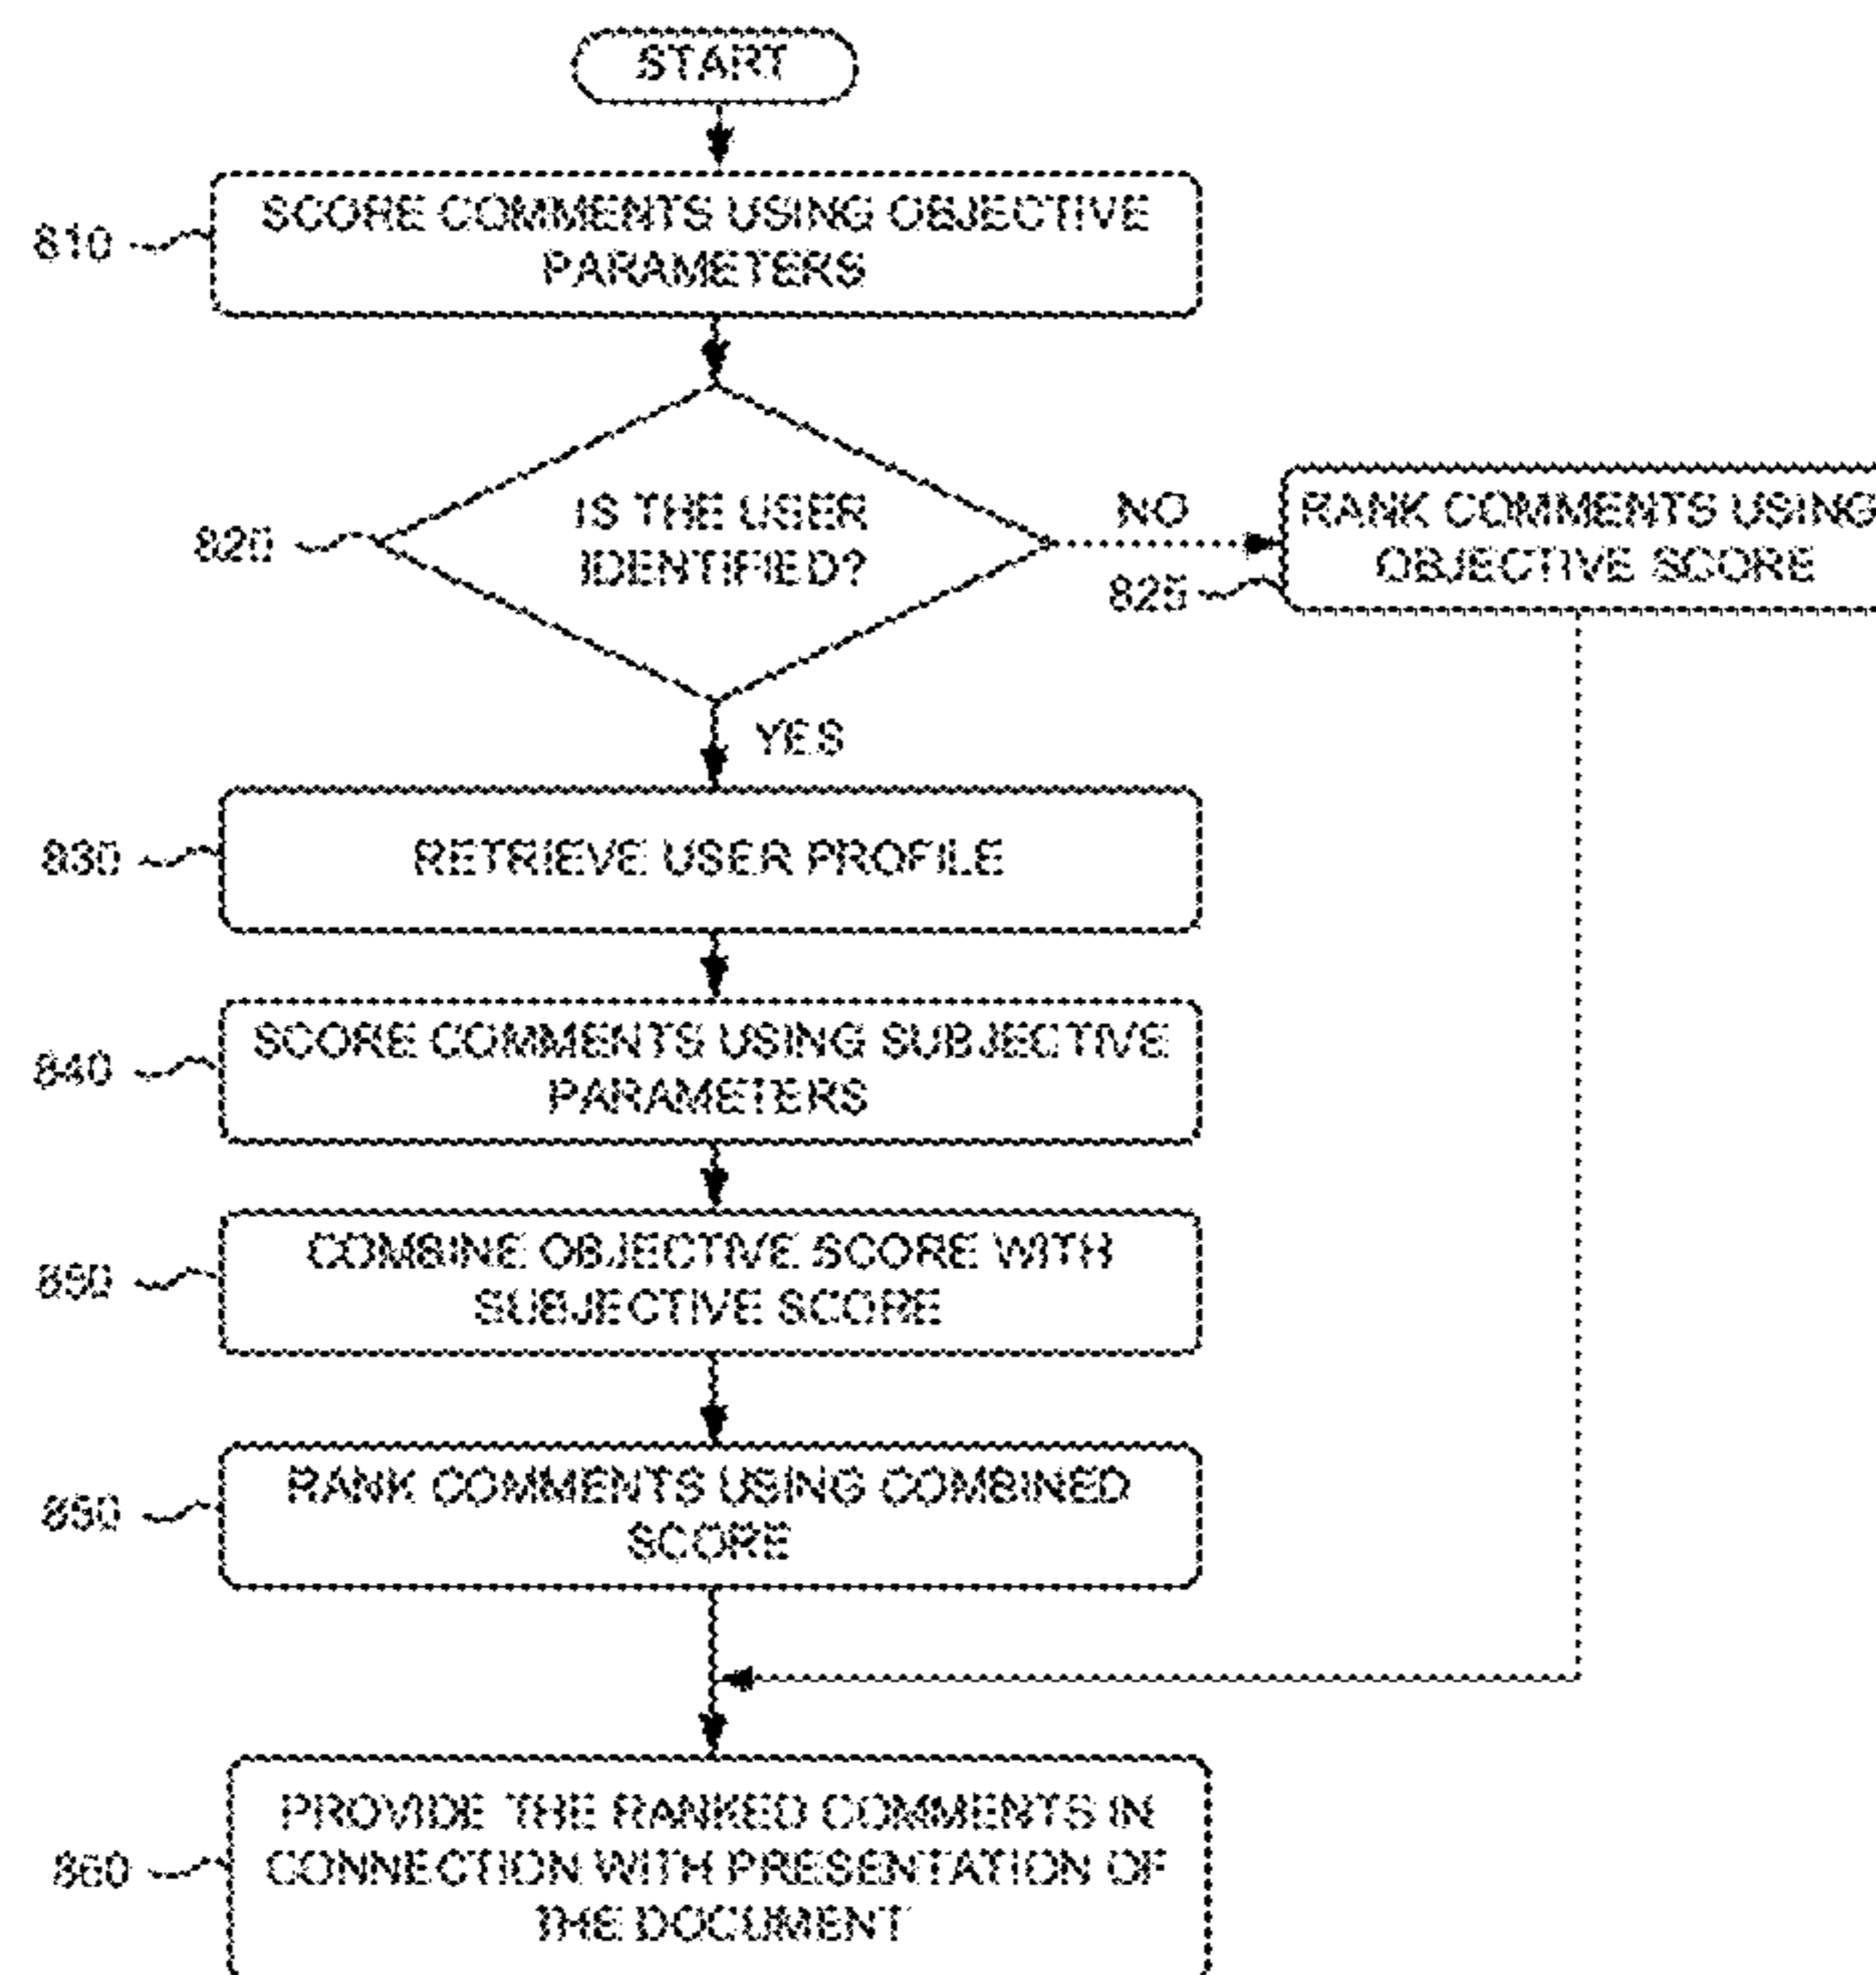 START
810
SCORE COMMENTS USING OBJECTIVE
PARAMETERS
820
IS THE USER
IDENTIFIED?
NO
825
RANK COMMENTS USING
OBJECTIVE SCORE
YES
830
RETRIEVE USER PROFILE
840
SCORE COMMENTS USING SUBJECTIVE
PARAMETERS
850
COMBINE OBJECTIVE SCORE WITH
SUBJECTIVE SCORE
RANK COMMENTS USING COMBINED
SCORE
PROVIDE THE RANKED COMMENTS IN
CONNECTION WITH PRESENTATION OF
THE DOCUMENT